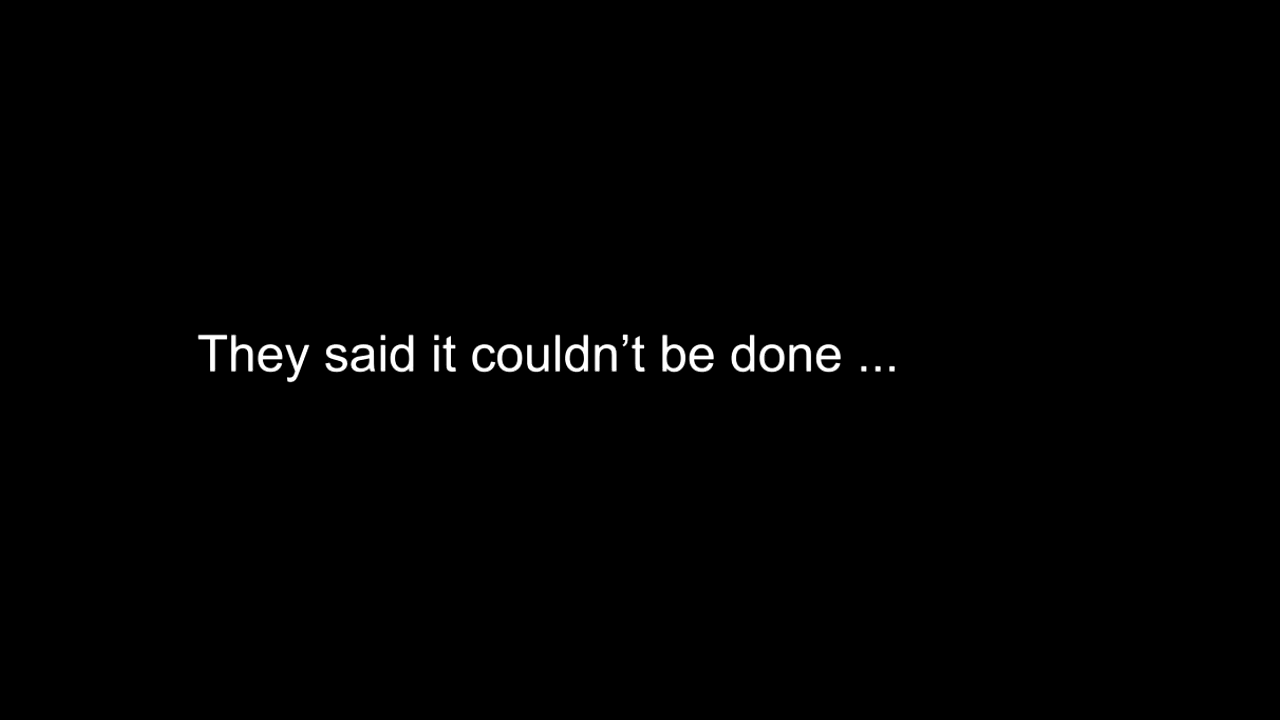 They said it couldn’t be done ...